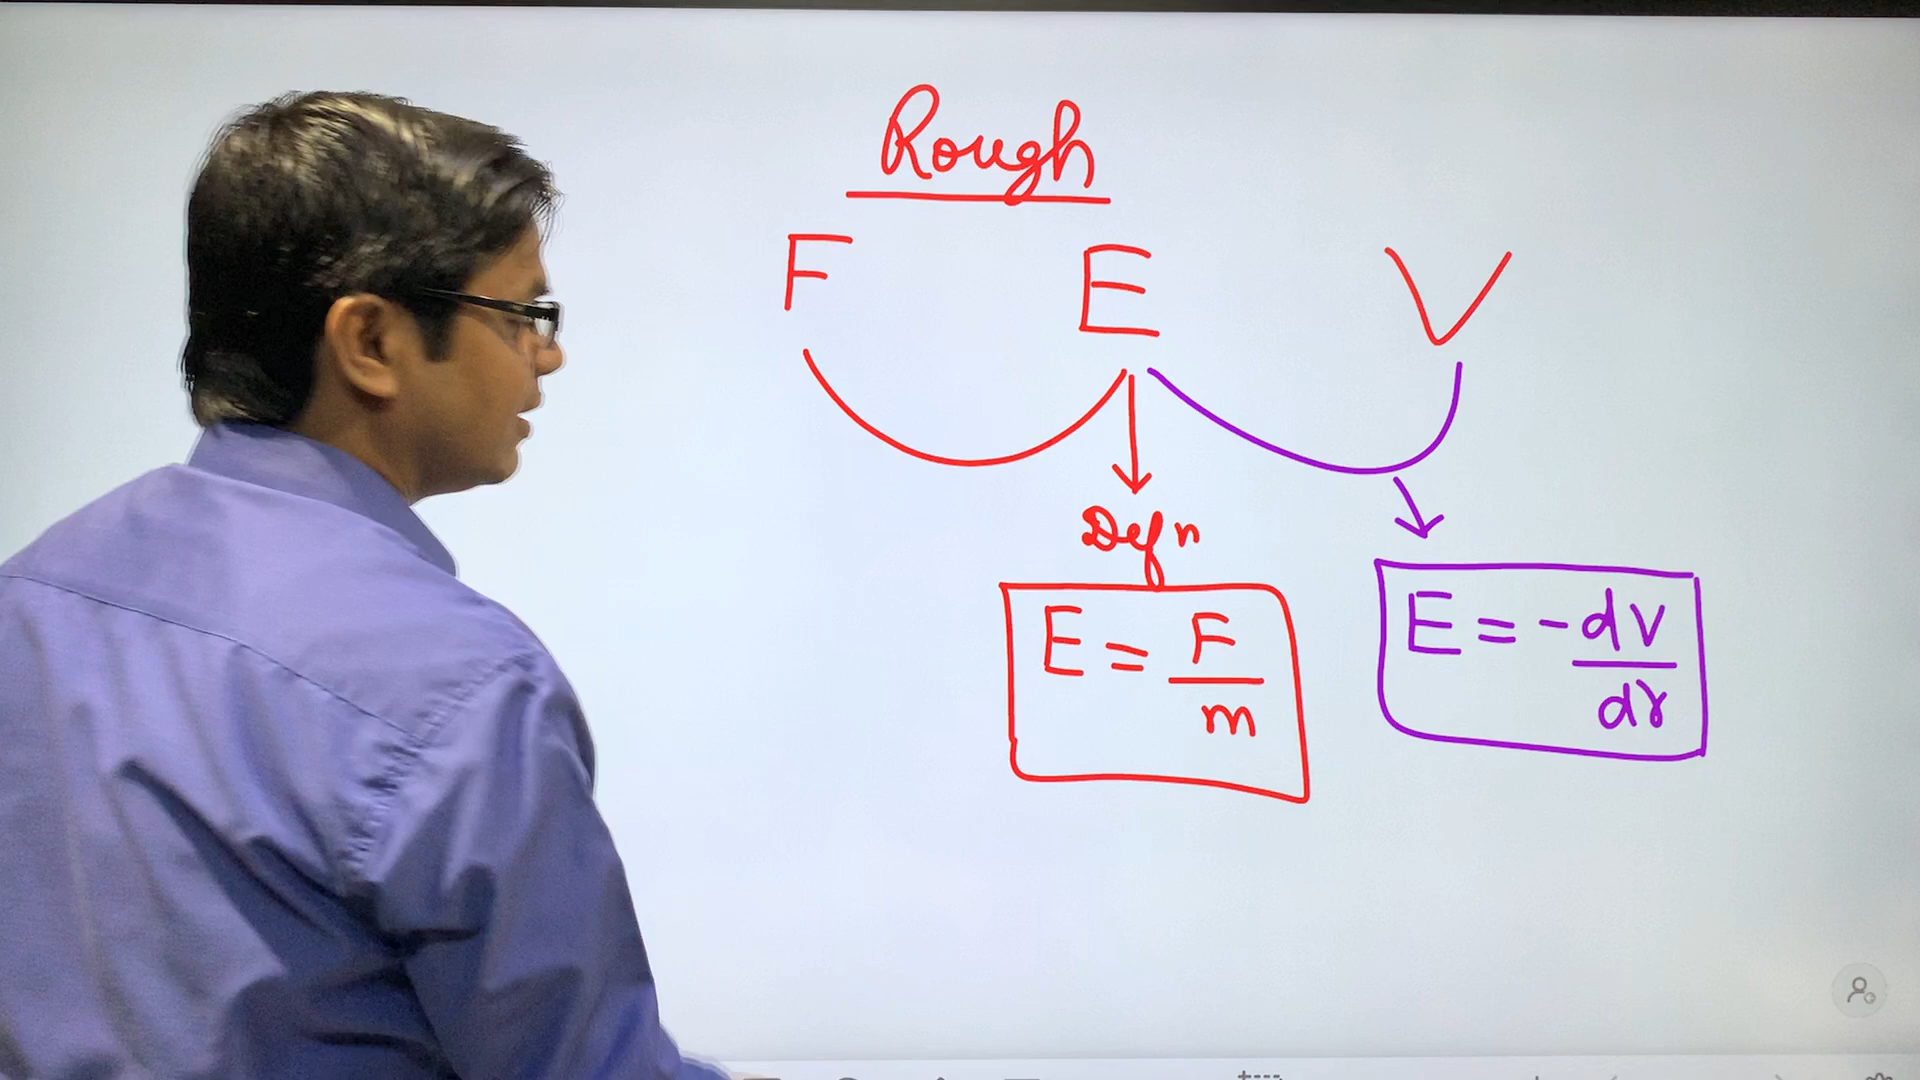 Rough
F E V
Defn
E = F/m
E = -dv/dr